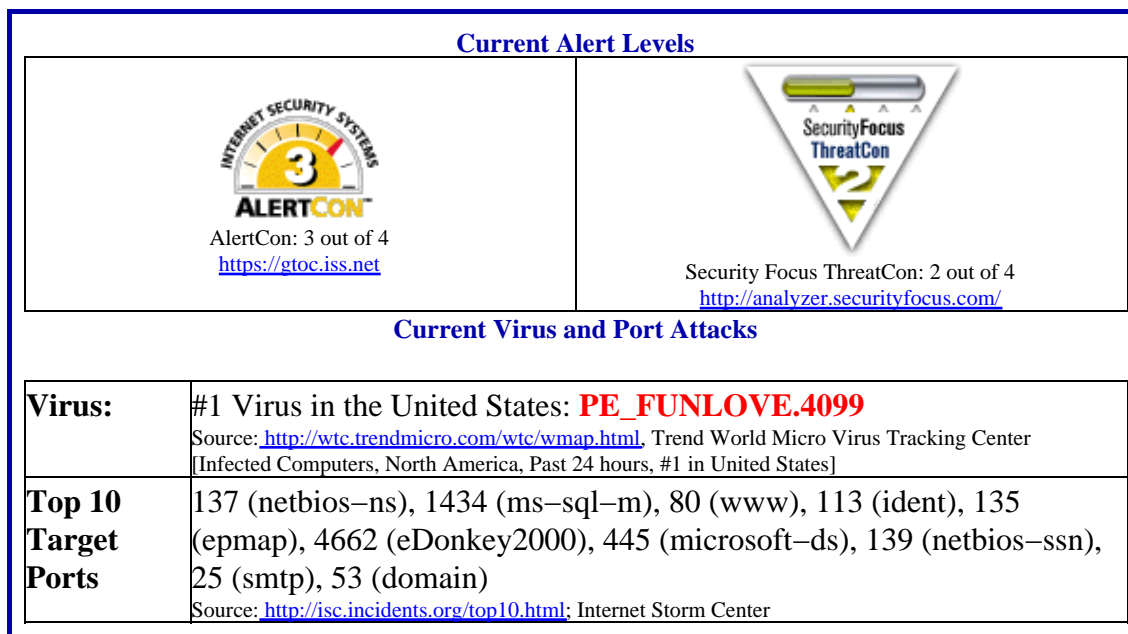 Current Alert Levels
INTERNET SECURITY SYSTEMS
3
ALERTCON™
AlertCon: 3 out of 4
https://gtoc.iss.net
SecurityFocus
ThreatCon
2
Security Focus ThreatCon: 2 out of 4
http://analyzer.securityfocus.com/
Current Virus and Port Attacks
Virus:
#1 Virus in the United States: PE_FUNLOVE.4099
Source: http://wtc.trendmicro.com/wtc/wmap.html, Trend World Micro Virus Tracking Center
[Infected Computers, North America, Past 24 hours, #1 in United States]
Top 10
Target
Ports
137 (netbios−ns), 1434 (ms−sql−m), 80 (www), 113 (ident), 135
(epmap), 4662 (eDonkey2000), 445 (microsoft−ds), 139 (netbios−ssn),
25 (smtp), 53 (domain)
Source: http://isc.incidents.org/top10.html; Internet Storm Center